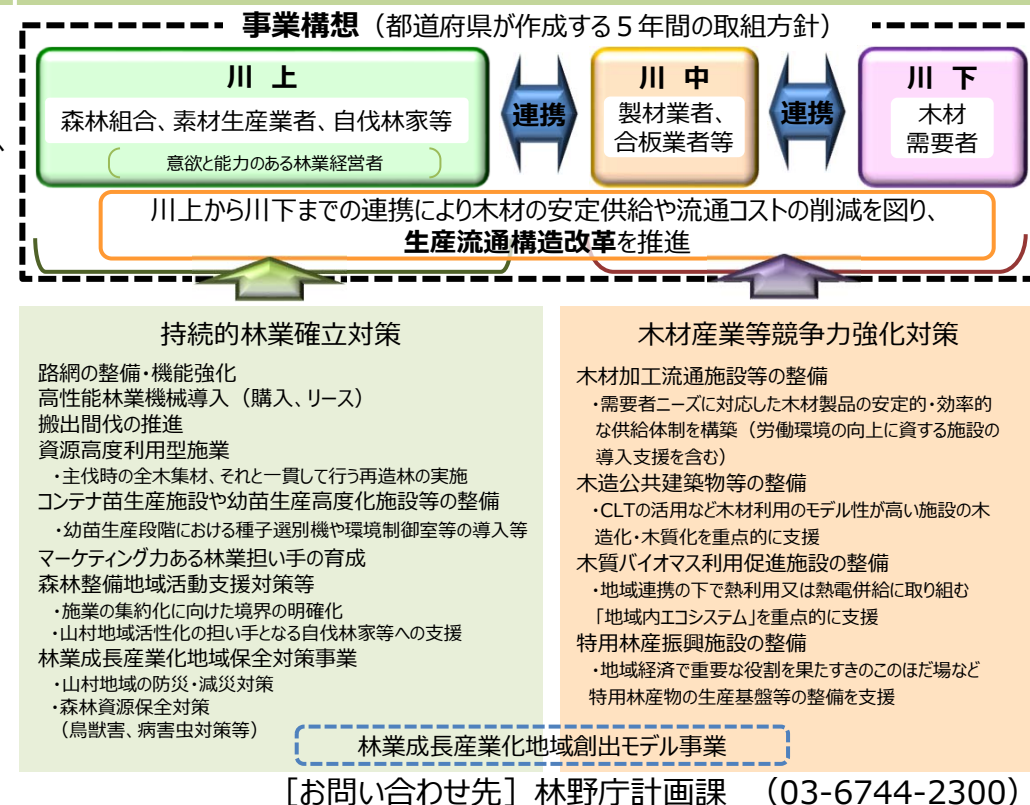 事業構想（都道府県が作成する５年間の取組方針）
川 上
森林組合、素材生産業者、自伐林家等
（ 意欲と能力のある林業経営者 ）
連携
川 中
製材業者、
合板業者等
連携
川 下
木材
需要者
、
川上から川下までの連携により木材の安定供給や流通コストの削減を図り、
生産流通構造改革を推進
持続的林業確立対策
路網の整備・機能強化
高性能林業機械導入（購入、リース）
搬出間伐の推進
資源高度利用型施業
・主伐時の全木集材、それと一貫して行う再造林の実施
コンテナ苗生産施設や幼苗生産高度化施設等の整備
・幼苗生産段階における種子選別機や環境制御室等の導入等
マーケティング力ある林業担い手の育成
森林整備地域活動支援対策等
・施業の集約化に向けた境界の明確化
・山村地域活性化の担い手となる自伐林家等への支援
林業成長産業化地域保全対策事業
・山村地域の防災・減災対策
・森林資源保全対策
（鳥獣害、病害虫対策等）
木材産業等競争力強化対策
木材加工流通施設等の整備
・需要者ニーズに対応した木材製品の安定的・効率的
な供給体制を構築（労働環境の向上に資する施設の
導入支援を含む）
木造公共建築物等の整備
・CLTの活用など木材利用のモデル性が高い施設の木
造化・木質化を重点的に支援
木質バイオマス利用促進施設の整備
・地域連携の下で熱利用又は熱電併給に取り組む
「地域内エコシステム」を重点的に支援
特用林産振興施設の整備
・地域経済で重要な役割を果たすきのこのほだ場など
特用林産物の生産基盤等の整備を支援
林業成長産業化地域創出モデル事業
［お問い合わせ先］林野庁計画課 （03-6744-2300）